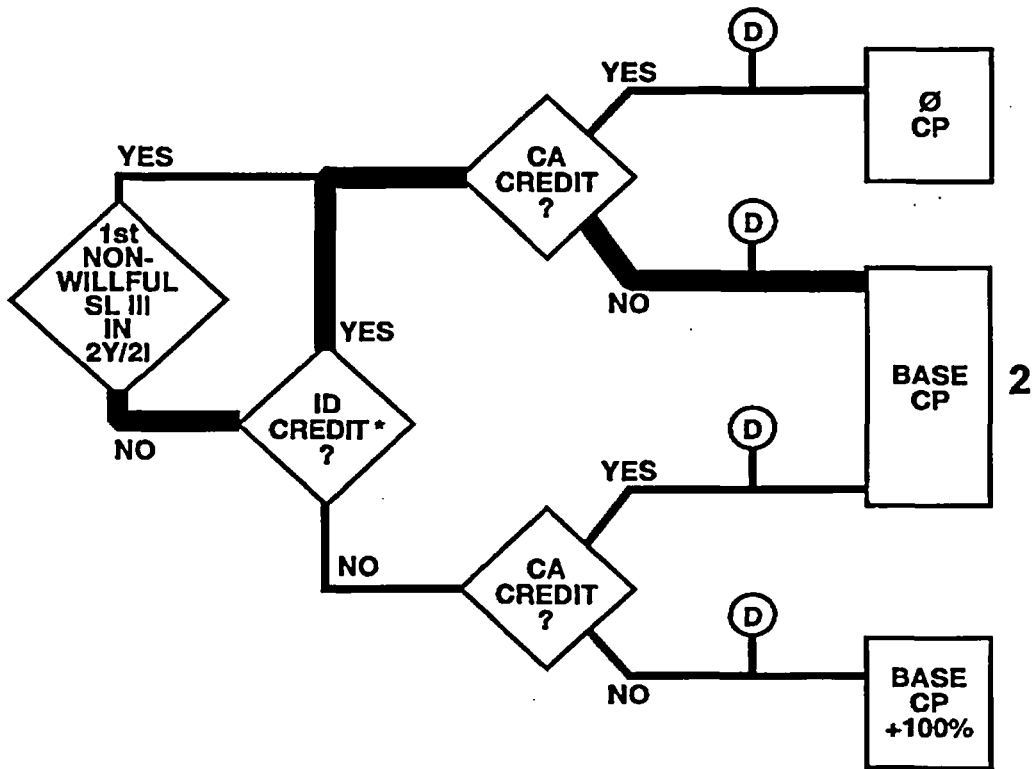 D
YES
Ø
CP
YES
CA
CREDIT
?
D
1st
NON-
WILLFUL
SL III
IN
2Y/2I
NO
YES
BASE
CP
2
ID
CREDIT*
?
D
NO
YES
NO
CA
CREDIT
?
D
NO
BASE
CP
+100%